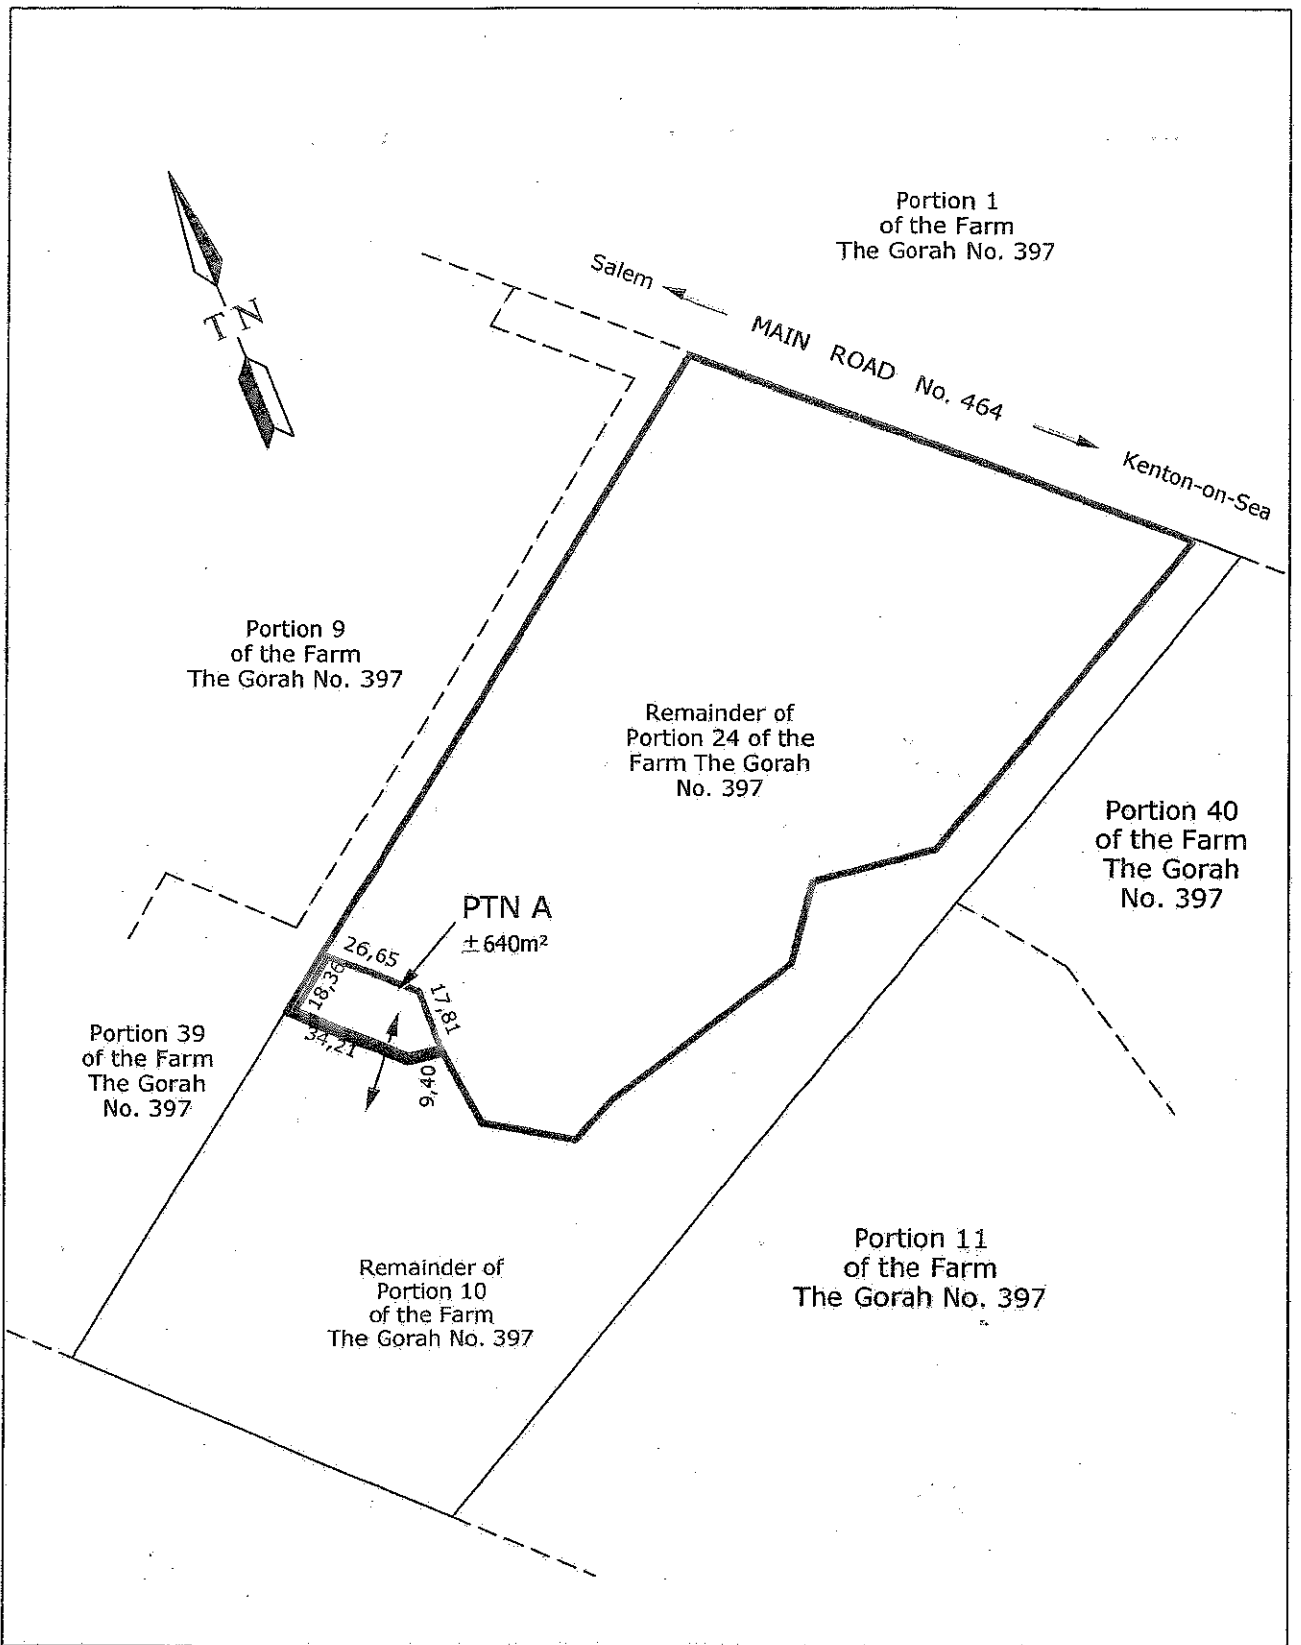 Portion 1
of the Farm
The Gorah No. 397
Salem
MAIN ROAD No. 464
Kenton-on-Sea
TN
Portion 9
of the Farm
The Gorah No. 397
Remainder of
Portion 24 of the
Farm The Gorah
No. 397
Portion 40
of the Farm
The Gorah
No. 397
PTN A
±640m²
26,65
18,36
17,81
34,21
9,40
Portion 39
of the Farm
The Gorah
No. 397
Portion 11
of the Farm
The Gorah No. 397
Remainder of
Portion 10
of the Farm
The Gorah No. 397